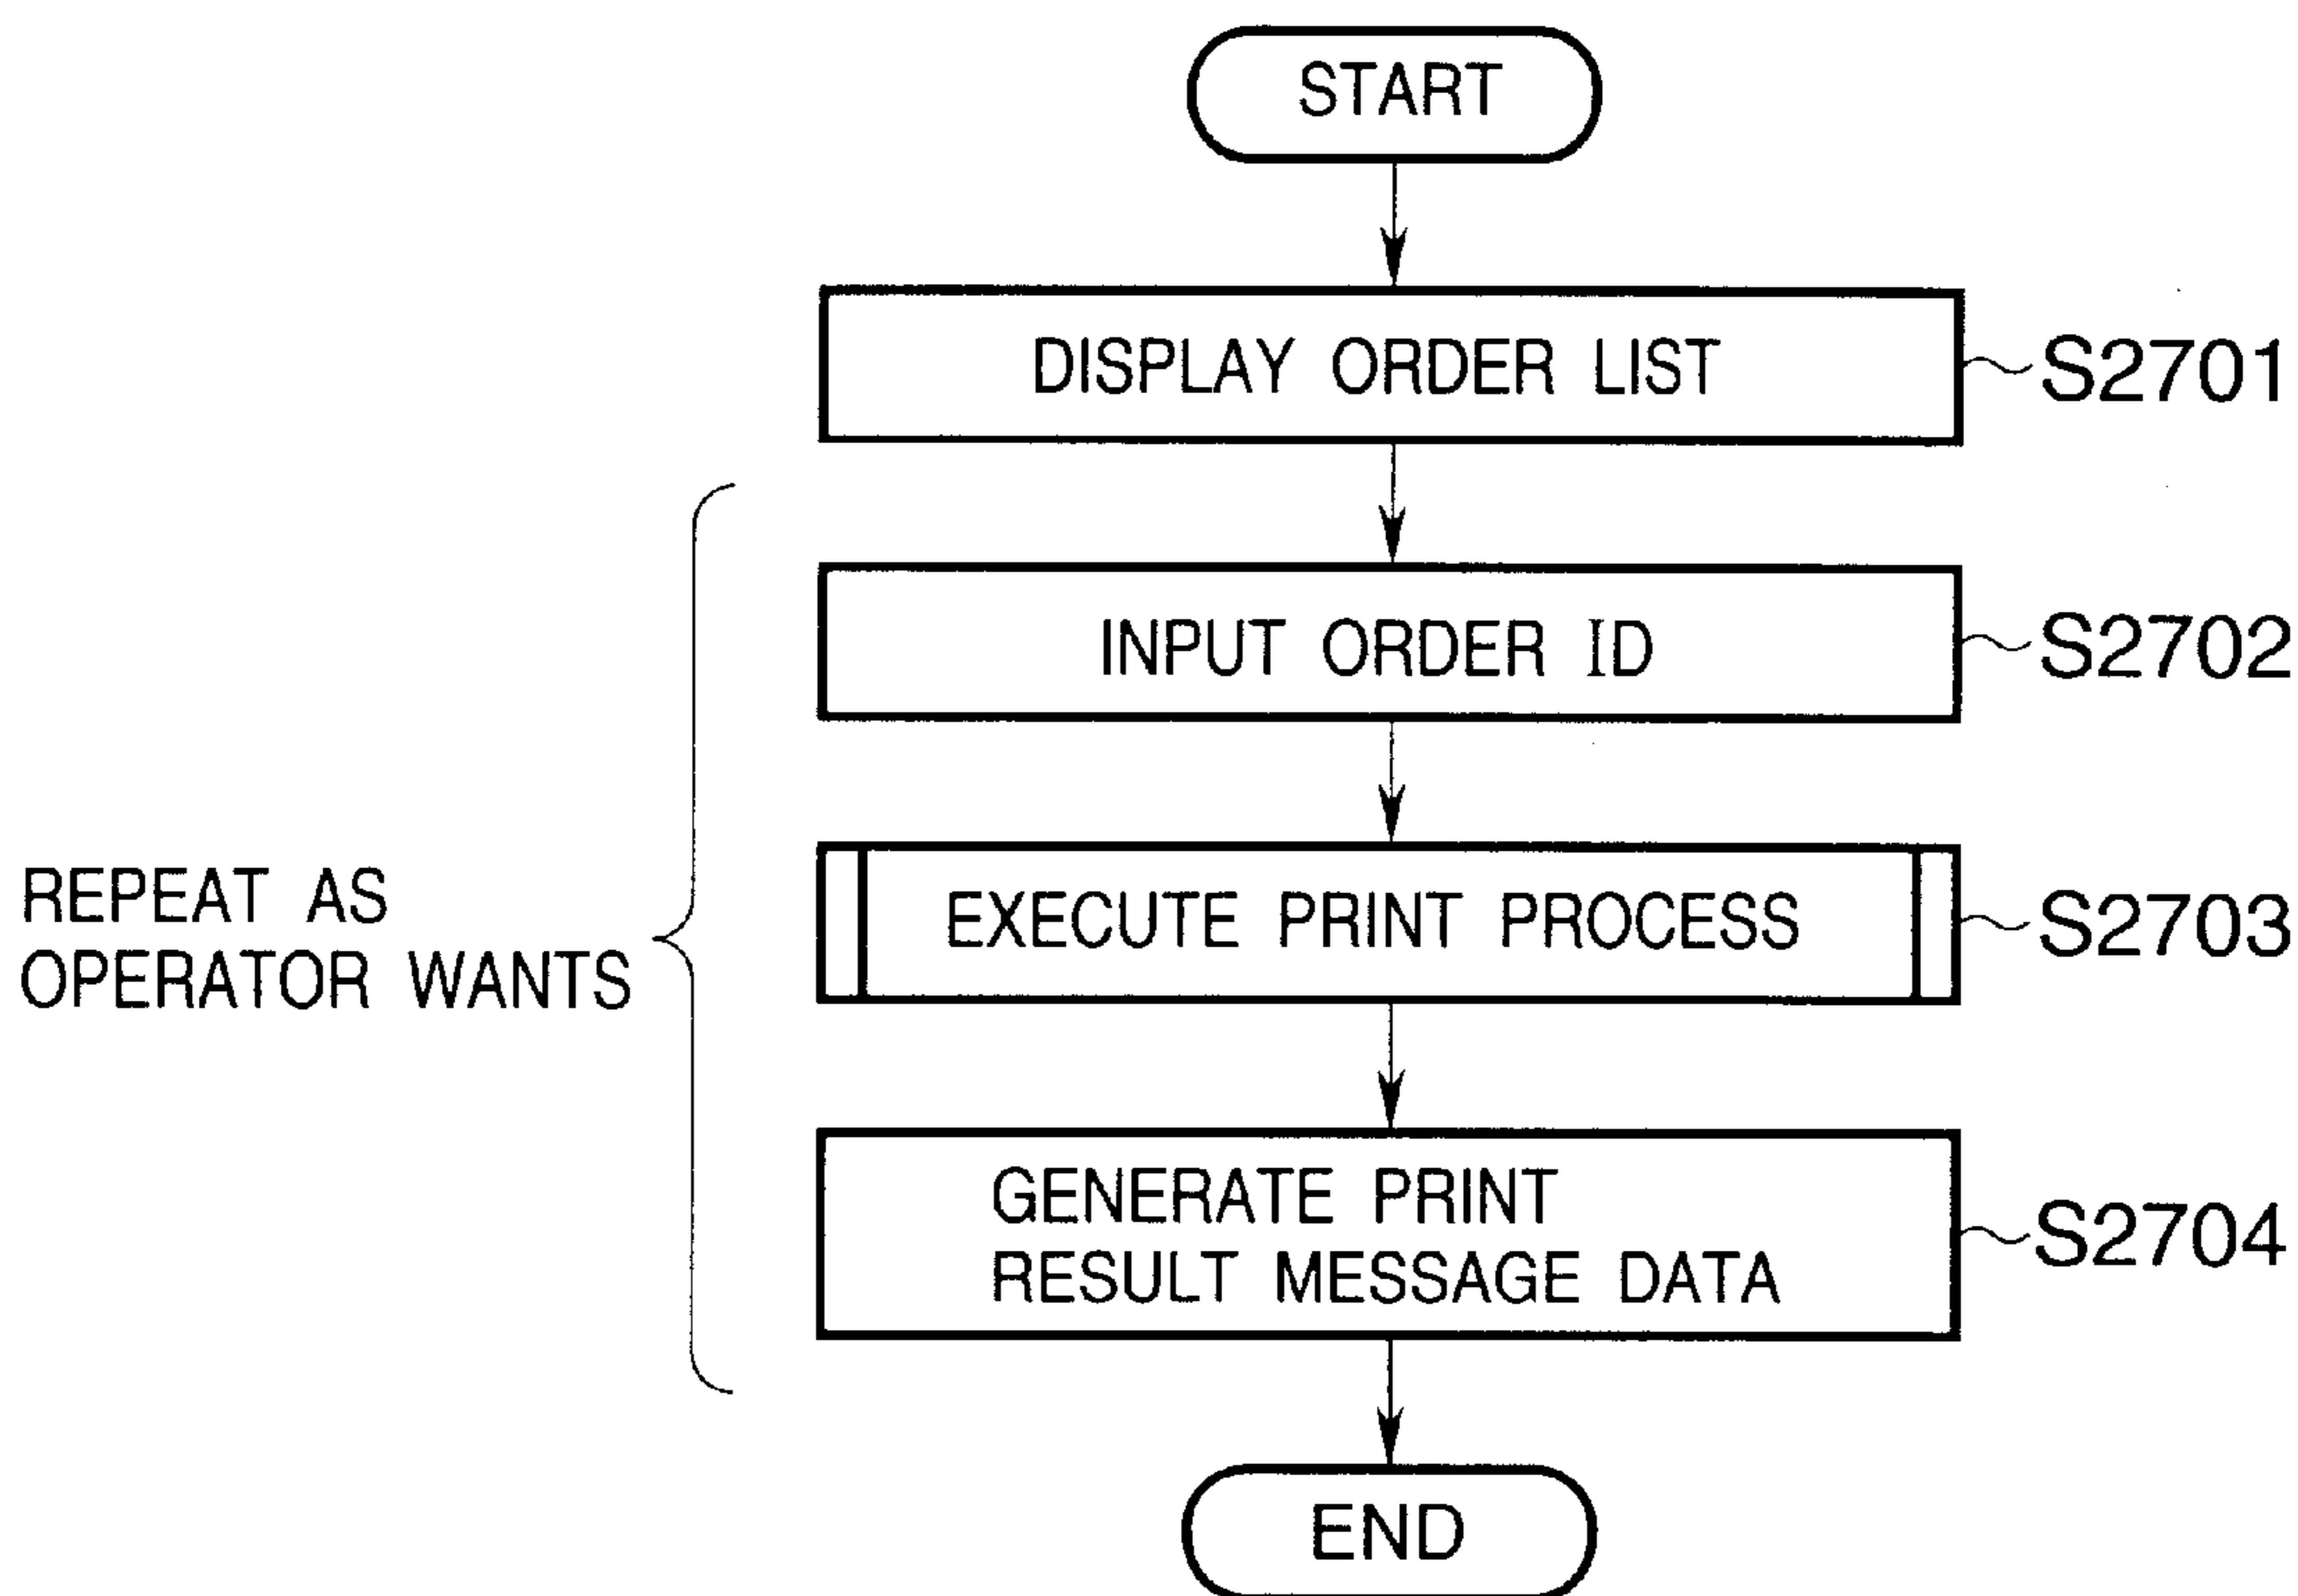 START
DISPLAY ORDER LIST
S2701
INPUT ORDER ID
S2702
REPEAT AS
OPERATOR WANTS
EXECUTE PRINT PROCESS
S2703
GENERATE PRINT
RESULT MESSAGE DATA
S2704
END